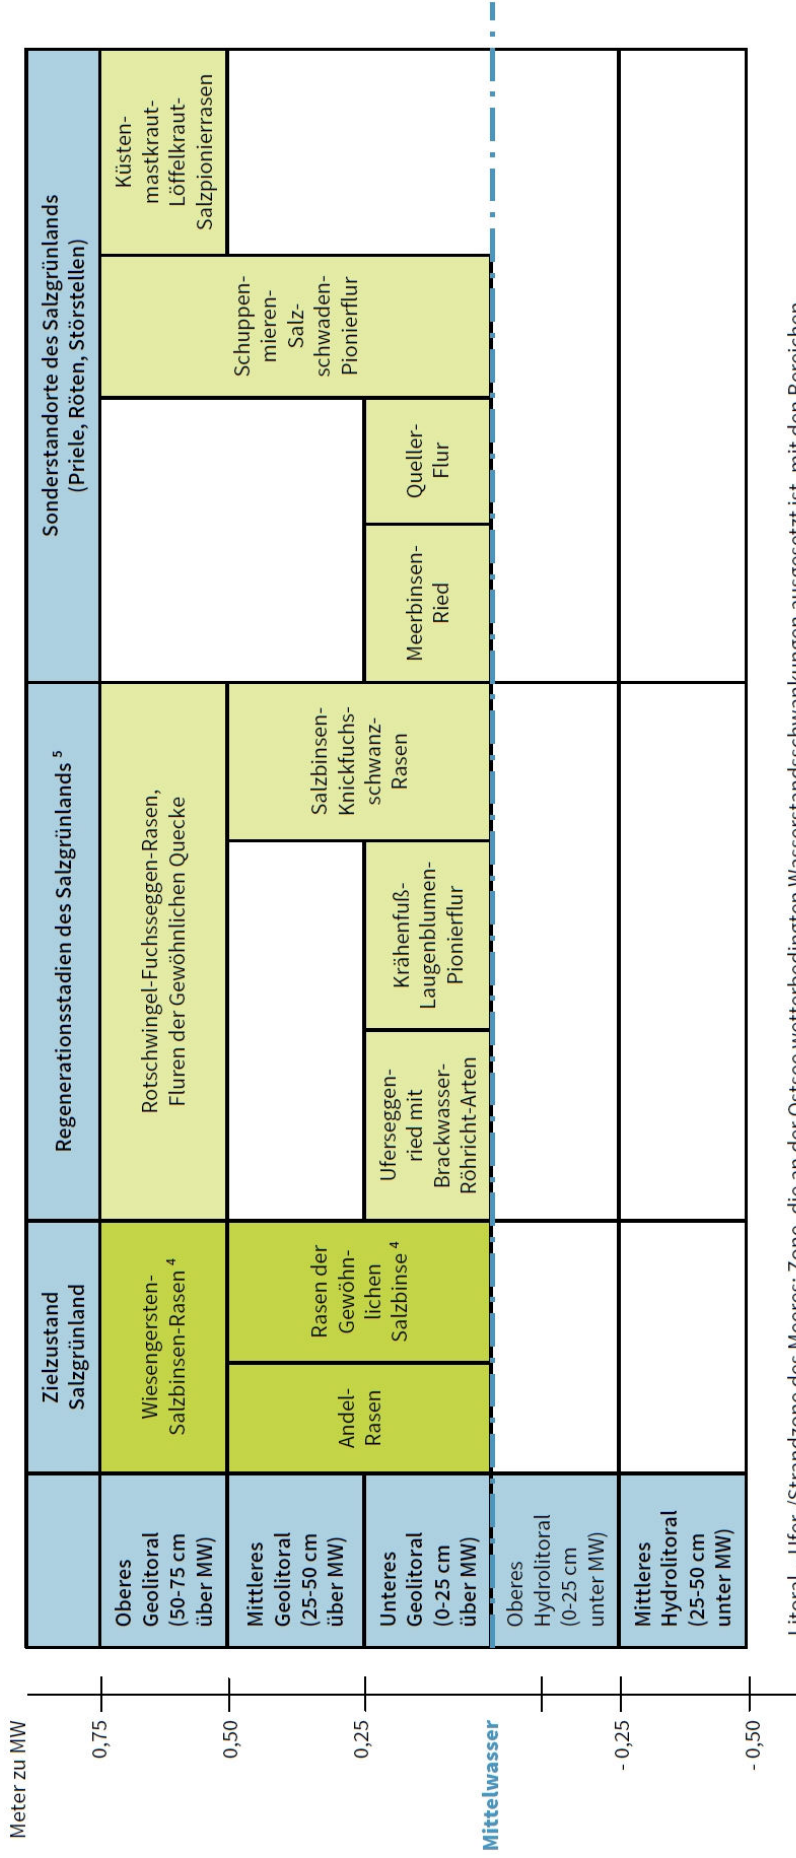 Meter zu MW
0,75
0,50
0,25
Mittelwasser
- 0,25
- 0,50
Zielzustand
Salzgrünland
Regenerationsstadien des Salzgrünlands ⁵
Sonderstandorte des Salzgrünlands
(Priele, Röten, Störstellen)
Oberes
Geolitoral
(50-75 cm
über MW)
Wiesengersten-
Salzbinsen-Rasen ⁴
Rotschwingel-Fuchsseggen-Rasen,
Fluren der Gewöhnlichen Quecke
Küsten-
mastkraut-
Löffelkraut-
Salzpionierrasen
Mittleres
Geolitoral
(25-50 cm
über MW)
Andel-
Rasen
Rasen der
Gewöhn-
lichen
Salzbinse ⁴
Salzbinsen-
Knickfuchs-
schwanz-
Rasen
Schuppen-
mieren-
Salz-
schwaden-
Pionierflur
Unteres
Geolitoral
(0-25 cm
über MW)
Uferseggen-
ried mit
Brackwasser-
Röhricht-Arten
Krähenfuß-
Laugenblumen-
Pionierflur
Meerbinsen-
Ried
Queller-
Flur
Oberes
Hydrolitoral
(0-25 cm
unter MW)
Mittleres
Hydrolitoral
(25-50 cm
unter MW)